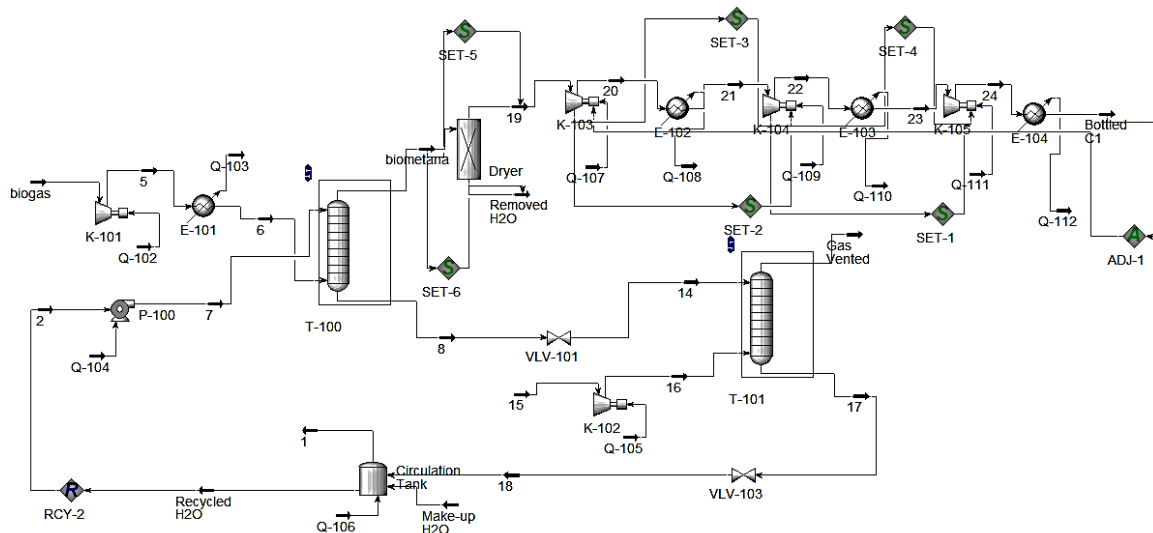 SET-5
SET-3
SET-4
20
21
22
23
24
19
K-103
E-102
K-104
E-103
K-105
E-104
Bottled
C1
biometana
Dryer
Q-103
biogas
5
K-101
E-101
6
Q-102
Removed
H2O
Q-107
Q-108
Q-109
Q-110
Q-111
Q-112
SET-2
SET-1
ADJ-1
SET-6
Gas
Vented
2
P-100
7
Q-104
T-100
8
VLV-101
14
15
K-102
16
Q-105
T-101
17
1
Circulation
Tank
18
VLV-103
RCY-2
Recycled
H2O
Q-106
Make-up
H2O
S
S
S
S
S
S
A
R